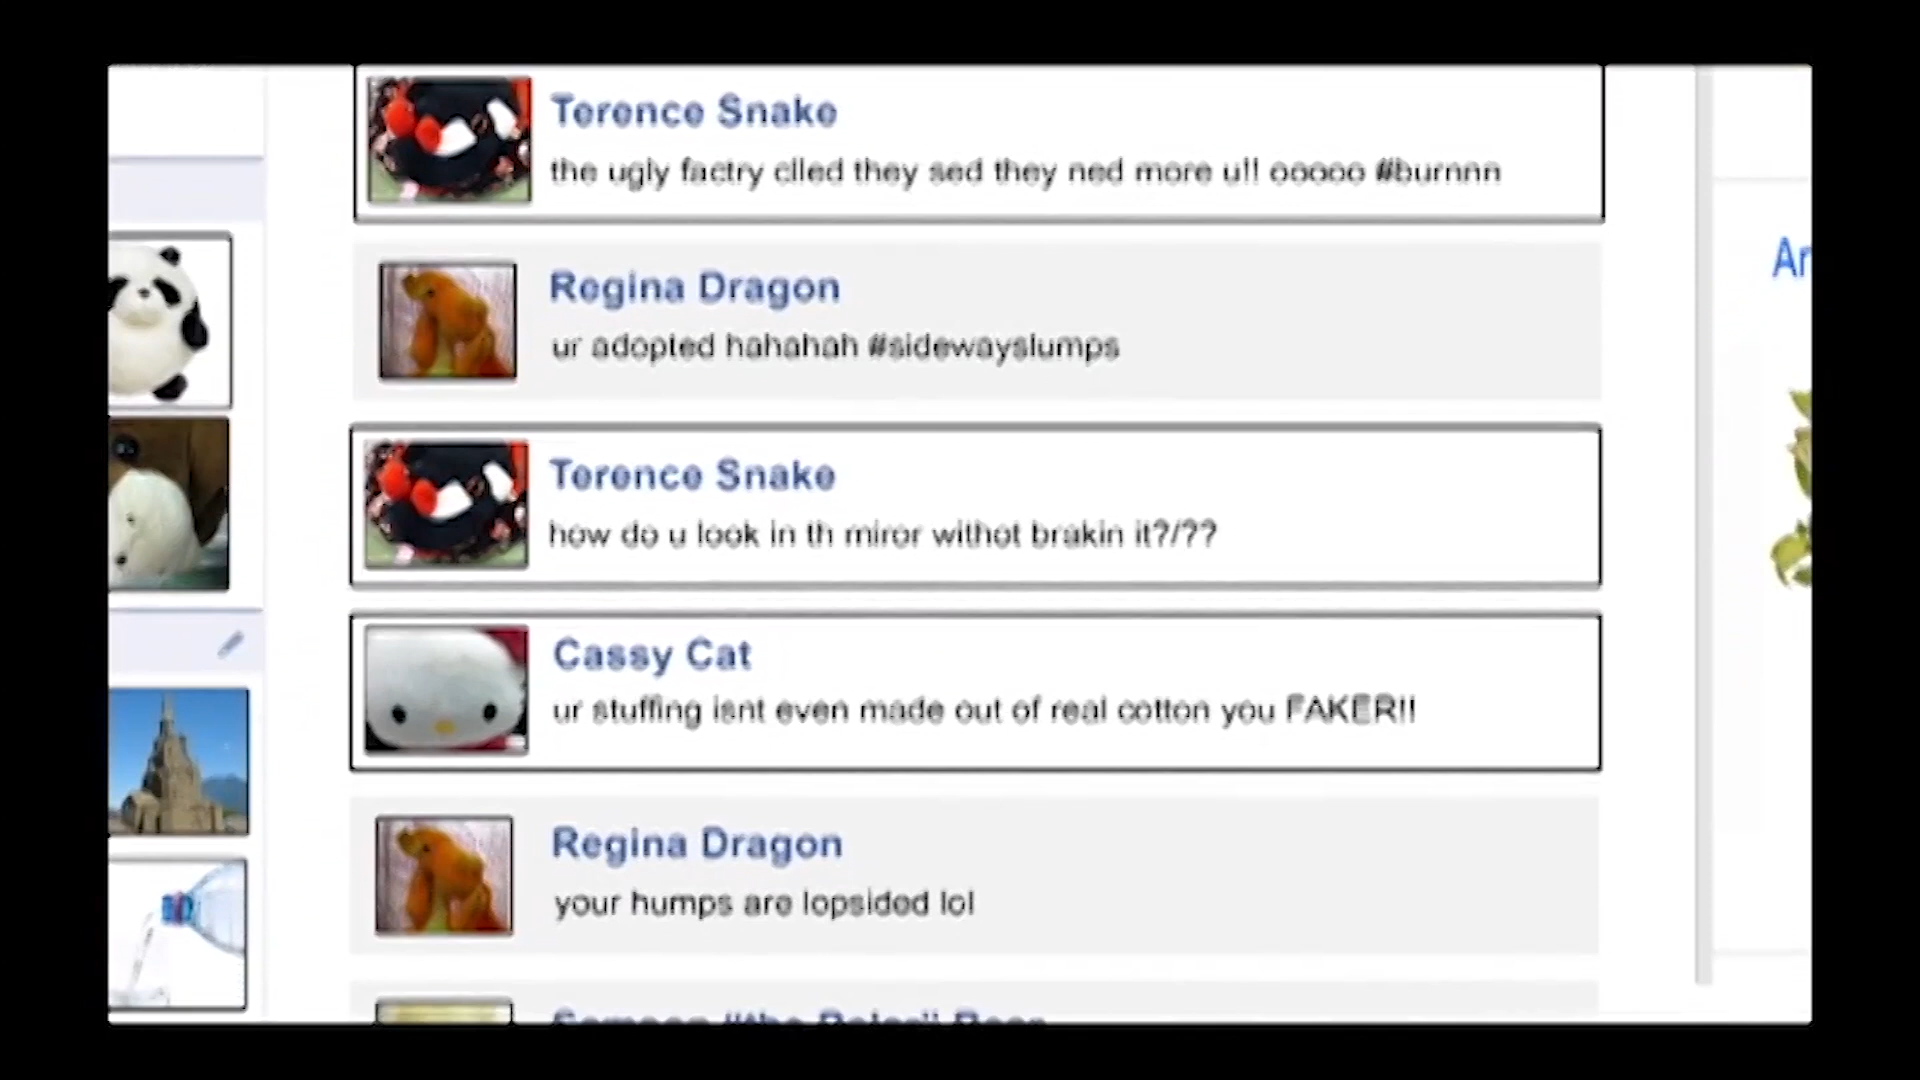 Terence Snake
the ugly factry clled they sed they ned more u!! ooooo #burnnn
Ar
Regina Dragon
ur adopted hahahah #sidewayslumps
Terence Snake
how do u look in th miror withot brakin it?/??
Cassy Cat
ur stuffing isnt even made out of real cotton you FAKER!!
Regina Dragon
your humps are lopsided lol